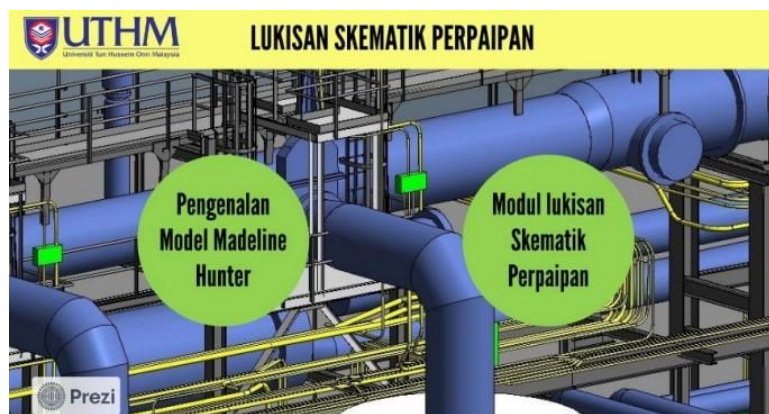 UTHM
Universiti Tun Hussein Onn Malaysia
LUKISAN SKEMATIK PERPAIPAN
Pengenalan
Model Madeline
Hunter
Modul lukisan
Skematik
Perpaipan
Prezi